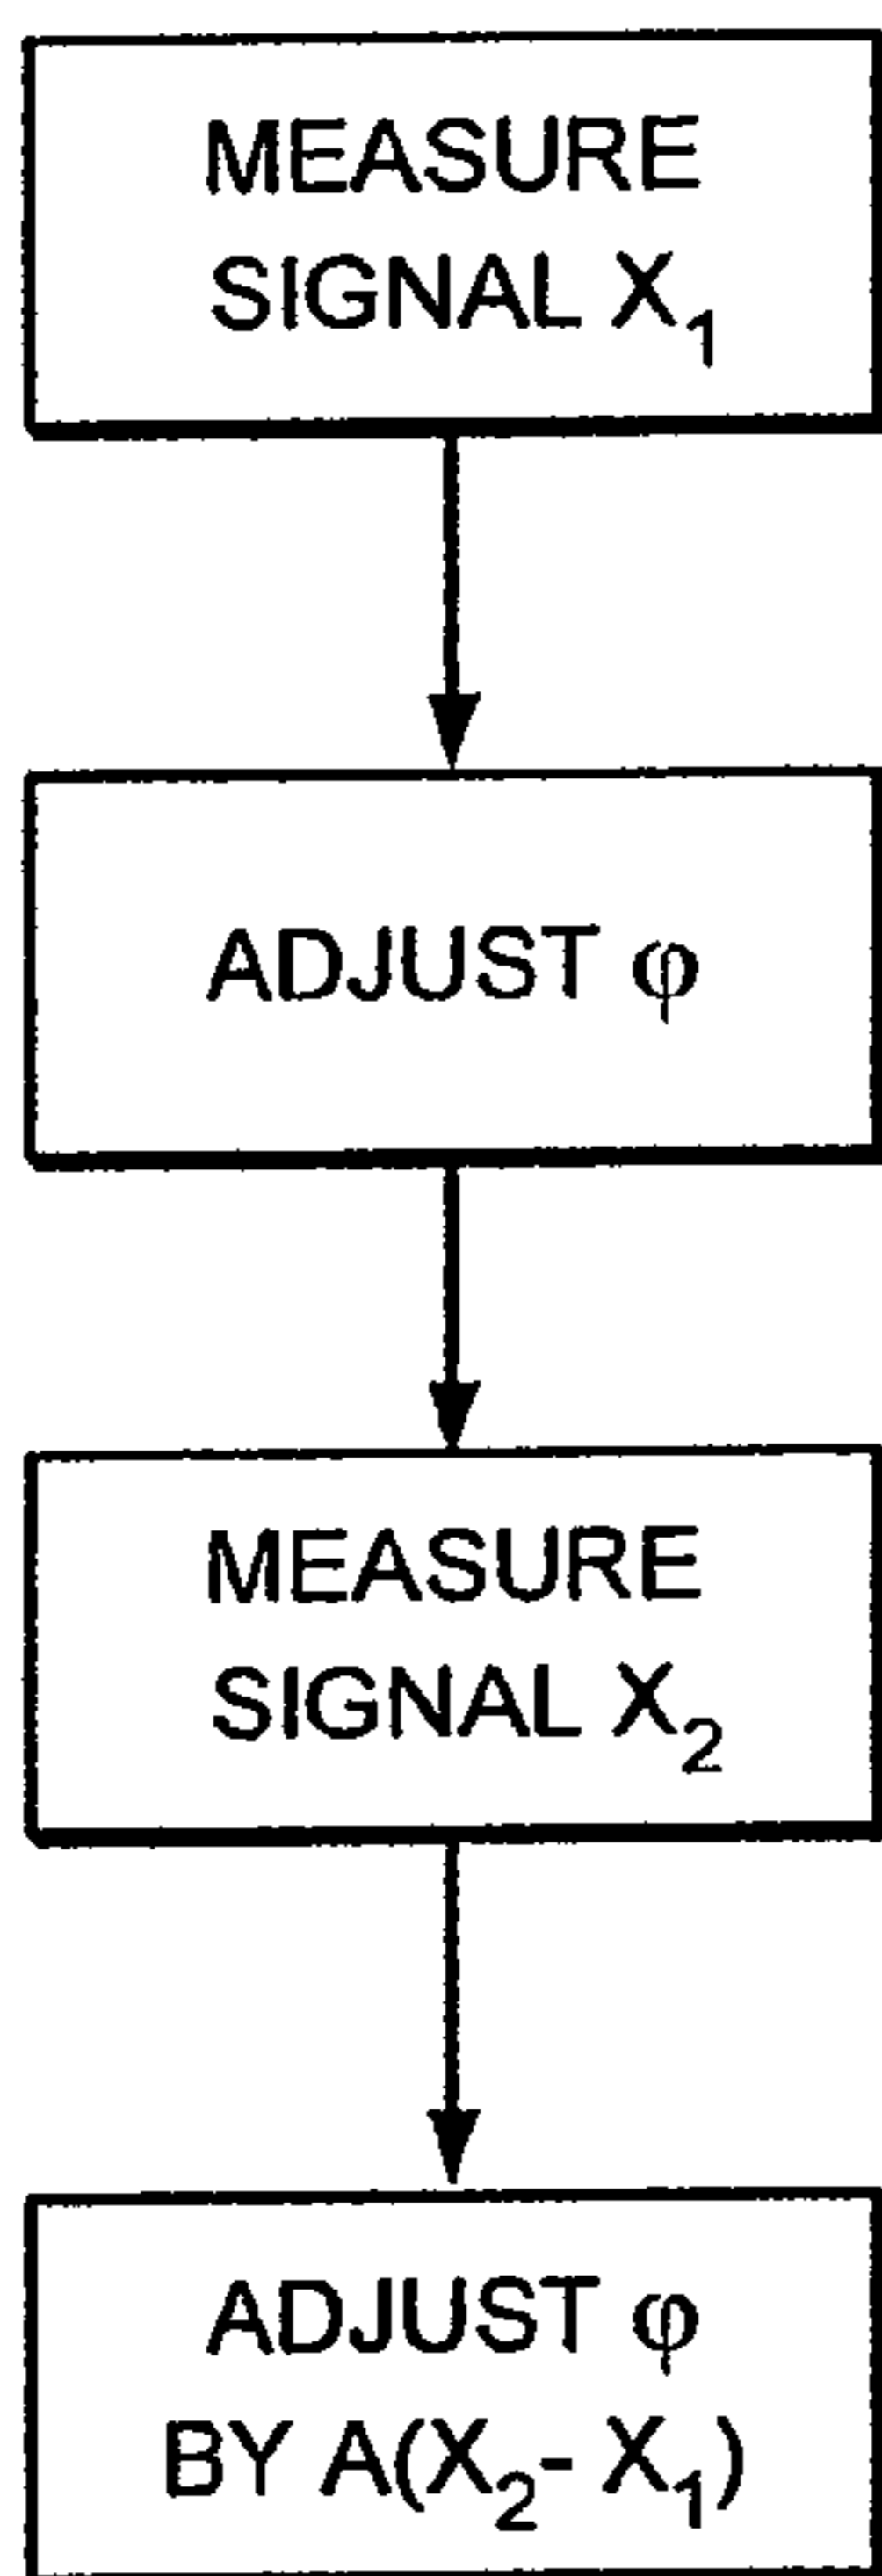 MEASURE
SIGNAL X₁
ADJUST φ
MEASURE
SIGNAL X₂
ADJUST φ
BY A(X₂- X₁)